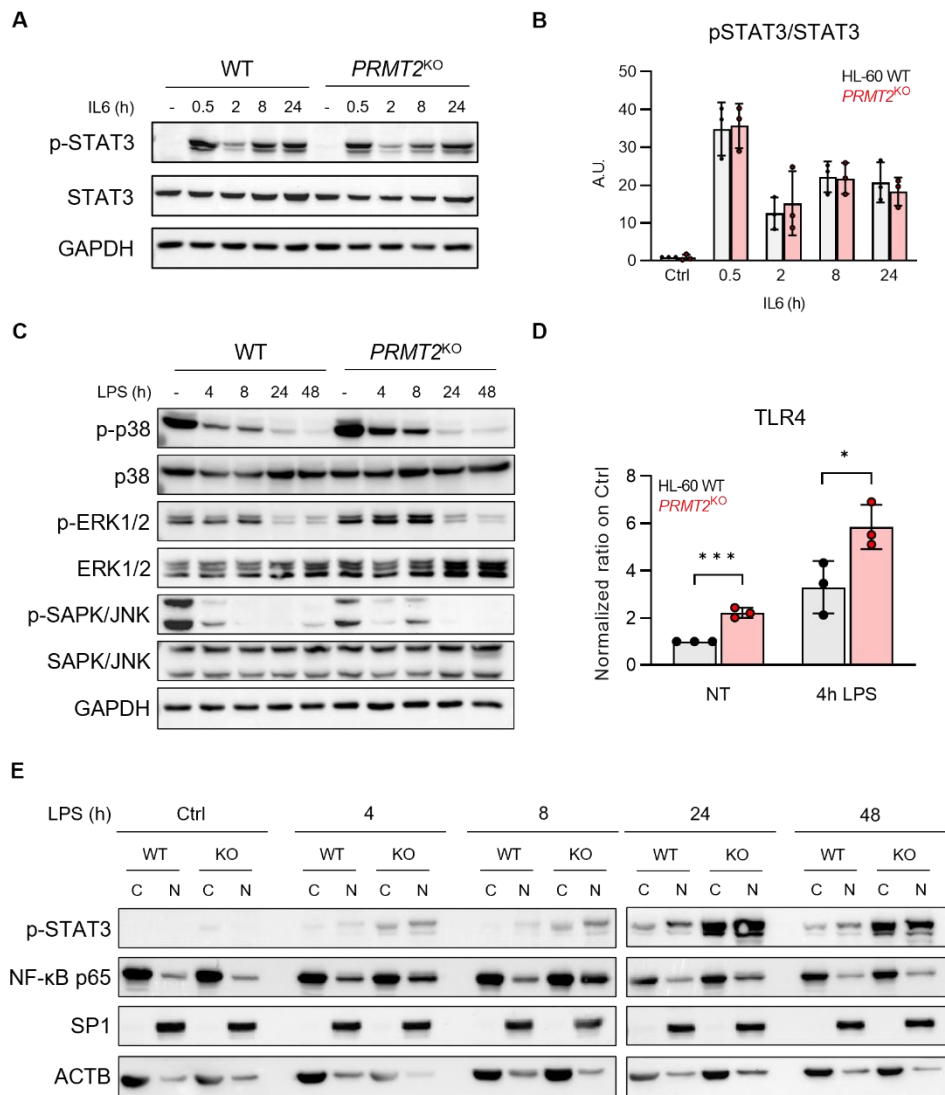 A
WT PRMT2KO
IL6 (h) - 0.5 2 8 24 - 0.5 2 8 24
p-STAT3
STAT3
GAPDH
B
pSTAT3/STAT3
HL-60 WT
PRMT2KO
A.U.
50
40
30
20
10
0
Ctrl 0.5 2 8 24
IL6 (h)
C
WT PRMT2KO
LPS (h) - 4 8 24 48 - 4 8 24 48
p-p38
p38
p-ERK1/2
ERK1/2
p-SAPK/JNK
SAPK/JNK
GAPDH
D
TLR4
HL-60 WT
PRMT2KO
Normalized ratio on Ctrl
8
6
4
2
0
***
*
NT 4h LPS
E
LPS (h) Ctrl 4 8 24 48
WT KO WT KO WT KO WT KO WT KO
C N C N C N C N C N C N C N C N C N C N
p-STAT3
NF-κB p65
SP1
ACTB